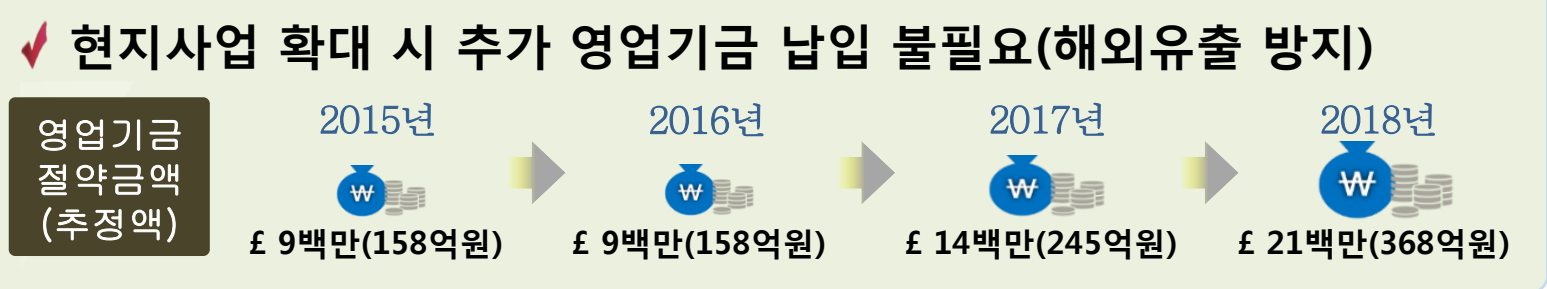 현지사업 확대 시 추가 영업기금 납입 불필요(해외유출 방지)
영업기금
절약금액
(추정액)
2015년
2016년
2017년
2018년
₩
₩
₩
₩
£ 9백만(158억원)
£ 9백만(158억원)
£ 14백만(245억원)
£ 21백만(368억원)